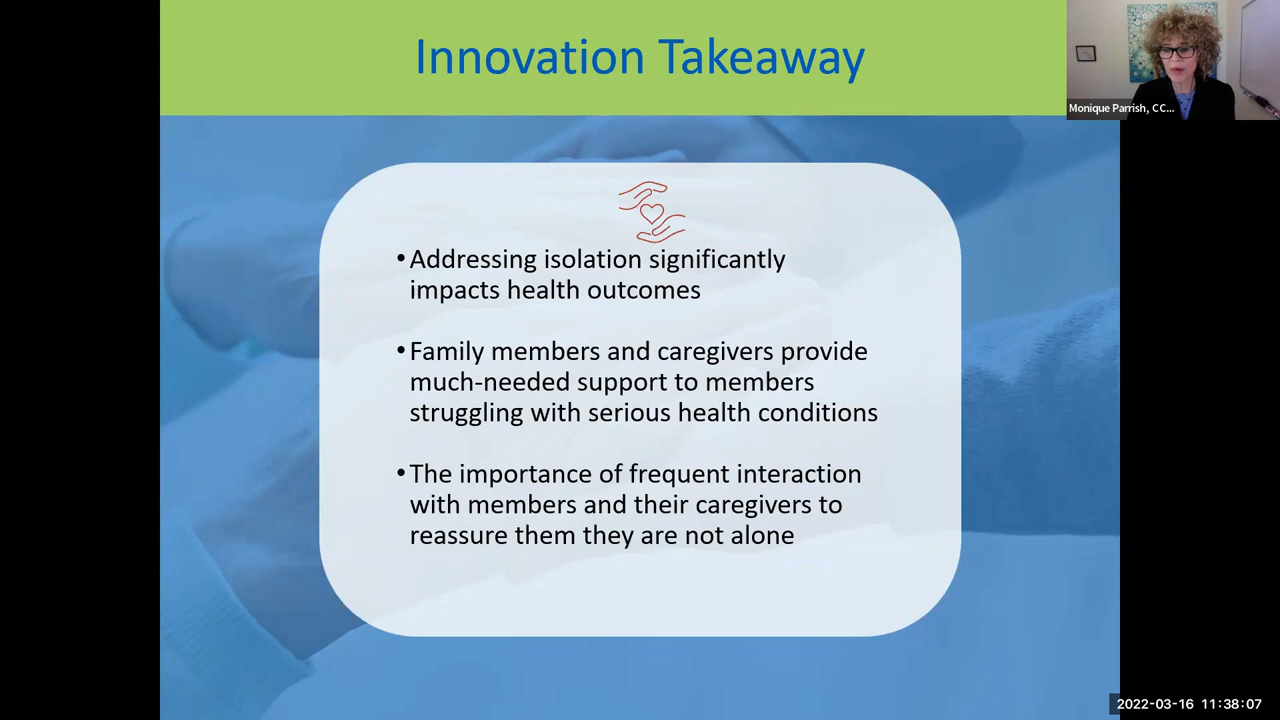 Innovation Takeaway
Monique Parrish, CC...
•Addressing isolation significantly
impacts health outcomes
•Family members and caregivers provide
much-needed support to members
struggling with serious health conditions
•The importance of frequent interaction
with members and their caregivers to
reassure them they are not alone
2022-03-16 11:38:07